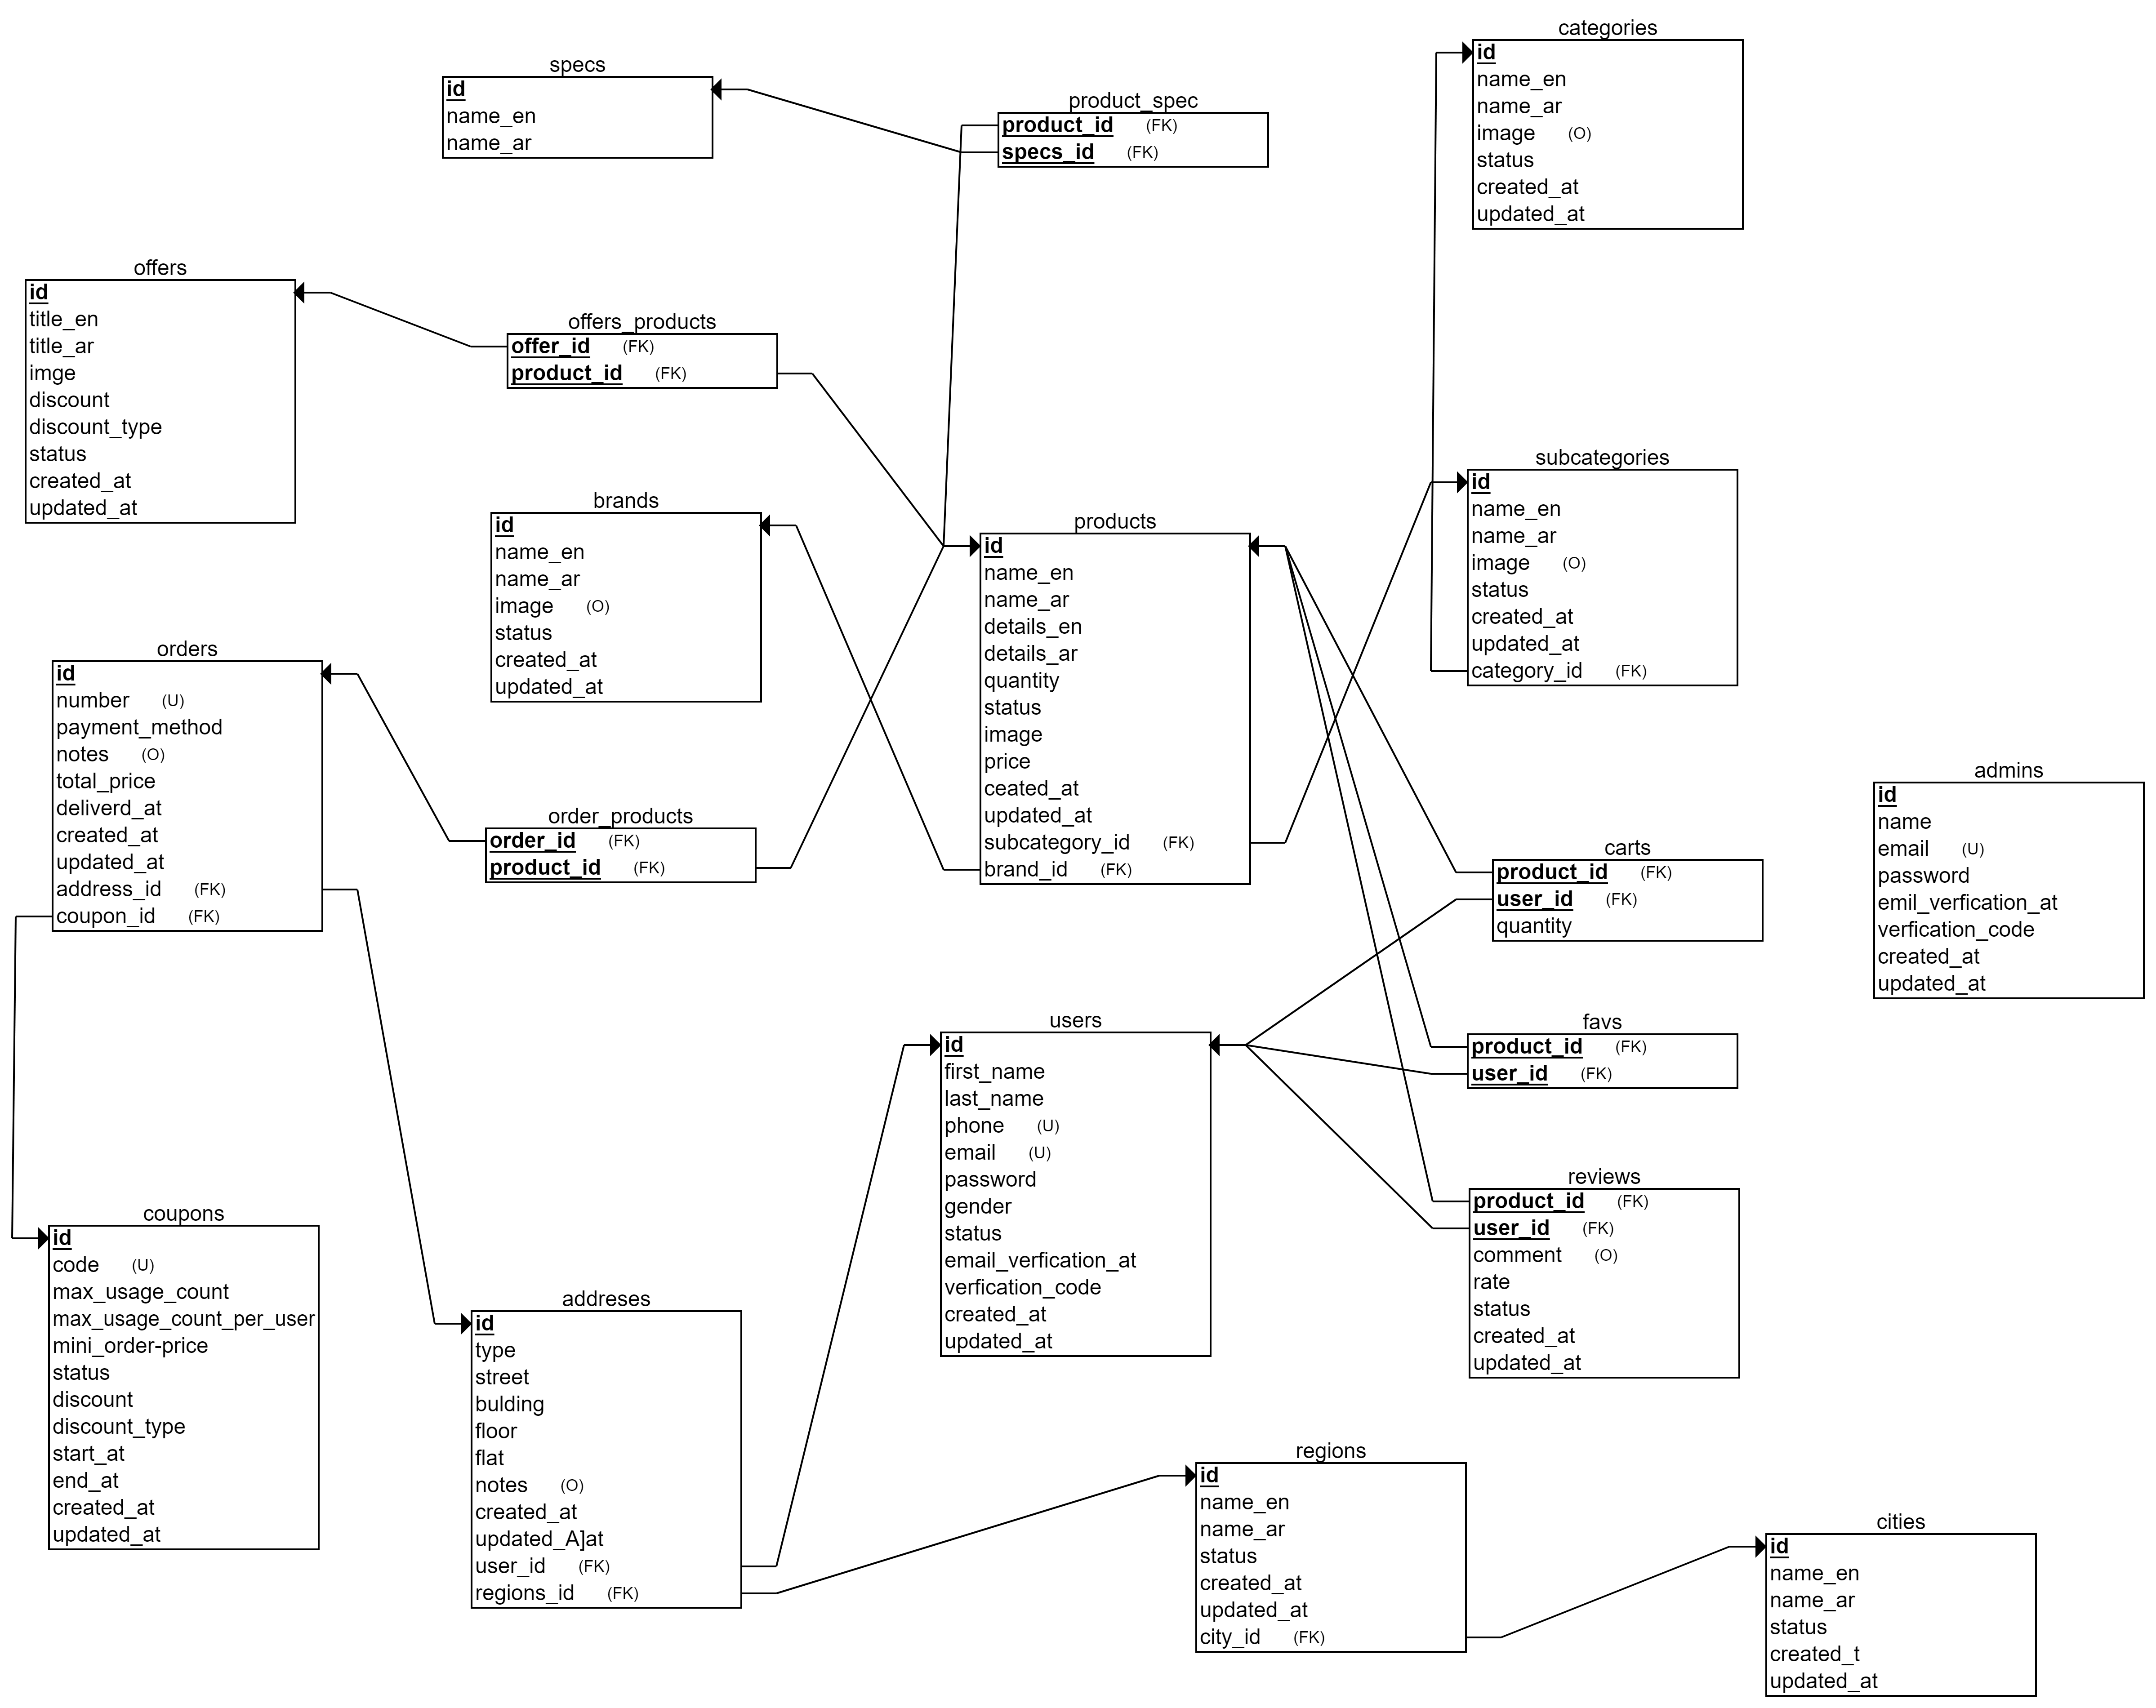 categories
id
name_en
name_ar
image (O)
status
created_at
updated_at
specs
id
name_en
name_ar
product_spec
product_id (FK)
specs_id (FK)
offers
id
title_en
title_ar
imge
discount
discount_type
status
created_at
updated_at
offers_products
offer_id (FK)
product_id (FK)
brands
id
name_en
name_ar
image (O)
status
created_at
updated_at
products
id
name_en
name_ar
details_en
details_ar
quantity
status
image
price
ceated_at
updated_at
subcategory_id (FK)
brand_id (FK)
subcategories
id
name_en
name_ar
image (O)
status
created_at
updated_at
category_id (FK)
orders
id
number (U)
payment_method
notes (O)
total_price
deliverd_at
created_at
updated_at
address_id (FK)
coupon_id (FK)
order_products
order_id (FK)
product_id (FK)
admins
id
name
email (U)
password
emil_verfication_at
verfication_code
created_at
updated_at
carts
product_id (FK)
user_id (FK)
quantity
users
id
first_name
last_name
phone (U)
email (U)
password
gender
status
email_verfication_at
verfication_code
created_at
updated_at
favs
product_id (FK)
user_id (FK)
reviews
product_id (FK)
user_id (FK)
comment (O)
rate
status
created_at
updated_at
coupons
id
code (U)
max_usage_count
max_usage_count_per_user
mini_order-price
status
discount
discount_type
start_at
end_at
created_at
updated_at
addreses
id
type
street
bulding
floor
flat
notes (O)
created_at
updated_A]at
user_id (FK)
regions_id (FK)
regions
id
name_en
name_ar
status
created_at
updated_at
city_id (FK)
cities
id
name_en
name_ar
status
created_t
updated_at